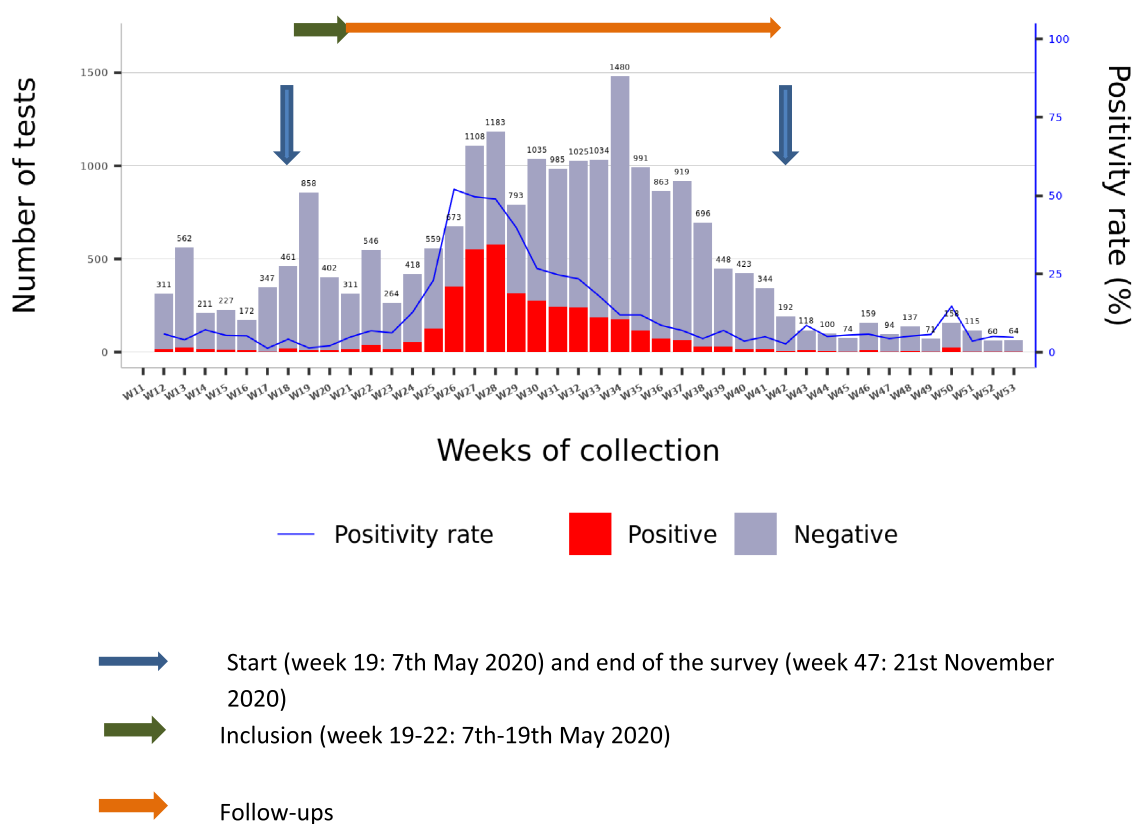 1500
1000
500
0
Number of tests
100
75
50
25
0
Positivity rate (%)
311
562
211
227
172
347
461
858
402
311
546
264
418
559
673
1108
1183
793
1035
985
1025
1034
1480
991
863
919
696
448
423
344
192
118
100
74
159
94
137
71
158
115
60
64
W11
W12
W13
W14
W15
W16
W17
W18
W19
W20
W21
W22
W23
W24
W25
W26
W27
W28
W29
W30
W31
W32
W33
W34
W35
W36
W37
W38
W39
W40
W41
W42
W43
W44
W45
W46
W47
W48
W49
W50
W51
W52
W53
Weeks of collection
Positivity rate
Positive
Negative
Start (week 19: 7th May 2020) and end of the survey (week 47: 21st November
2020)
Inclusion (week 19-22: 7th-19th May 2020)
Follow-ups